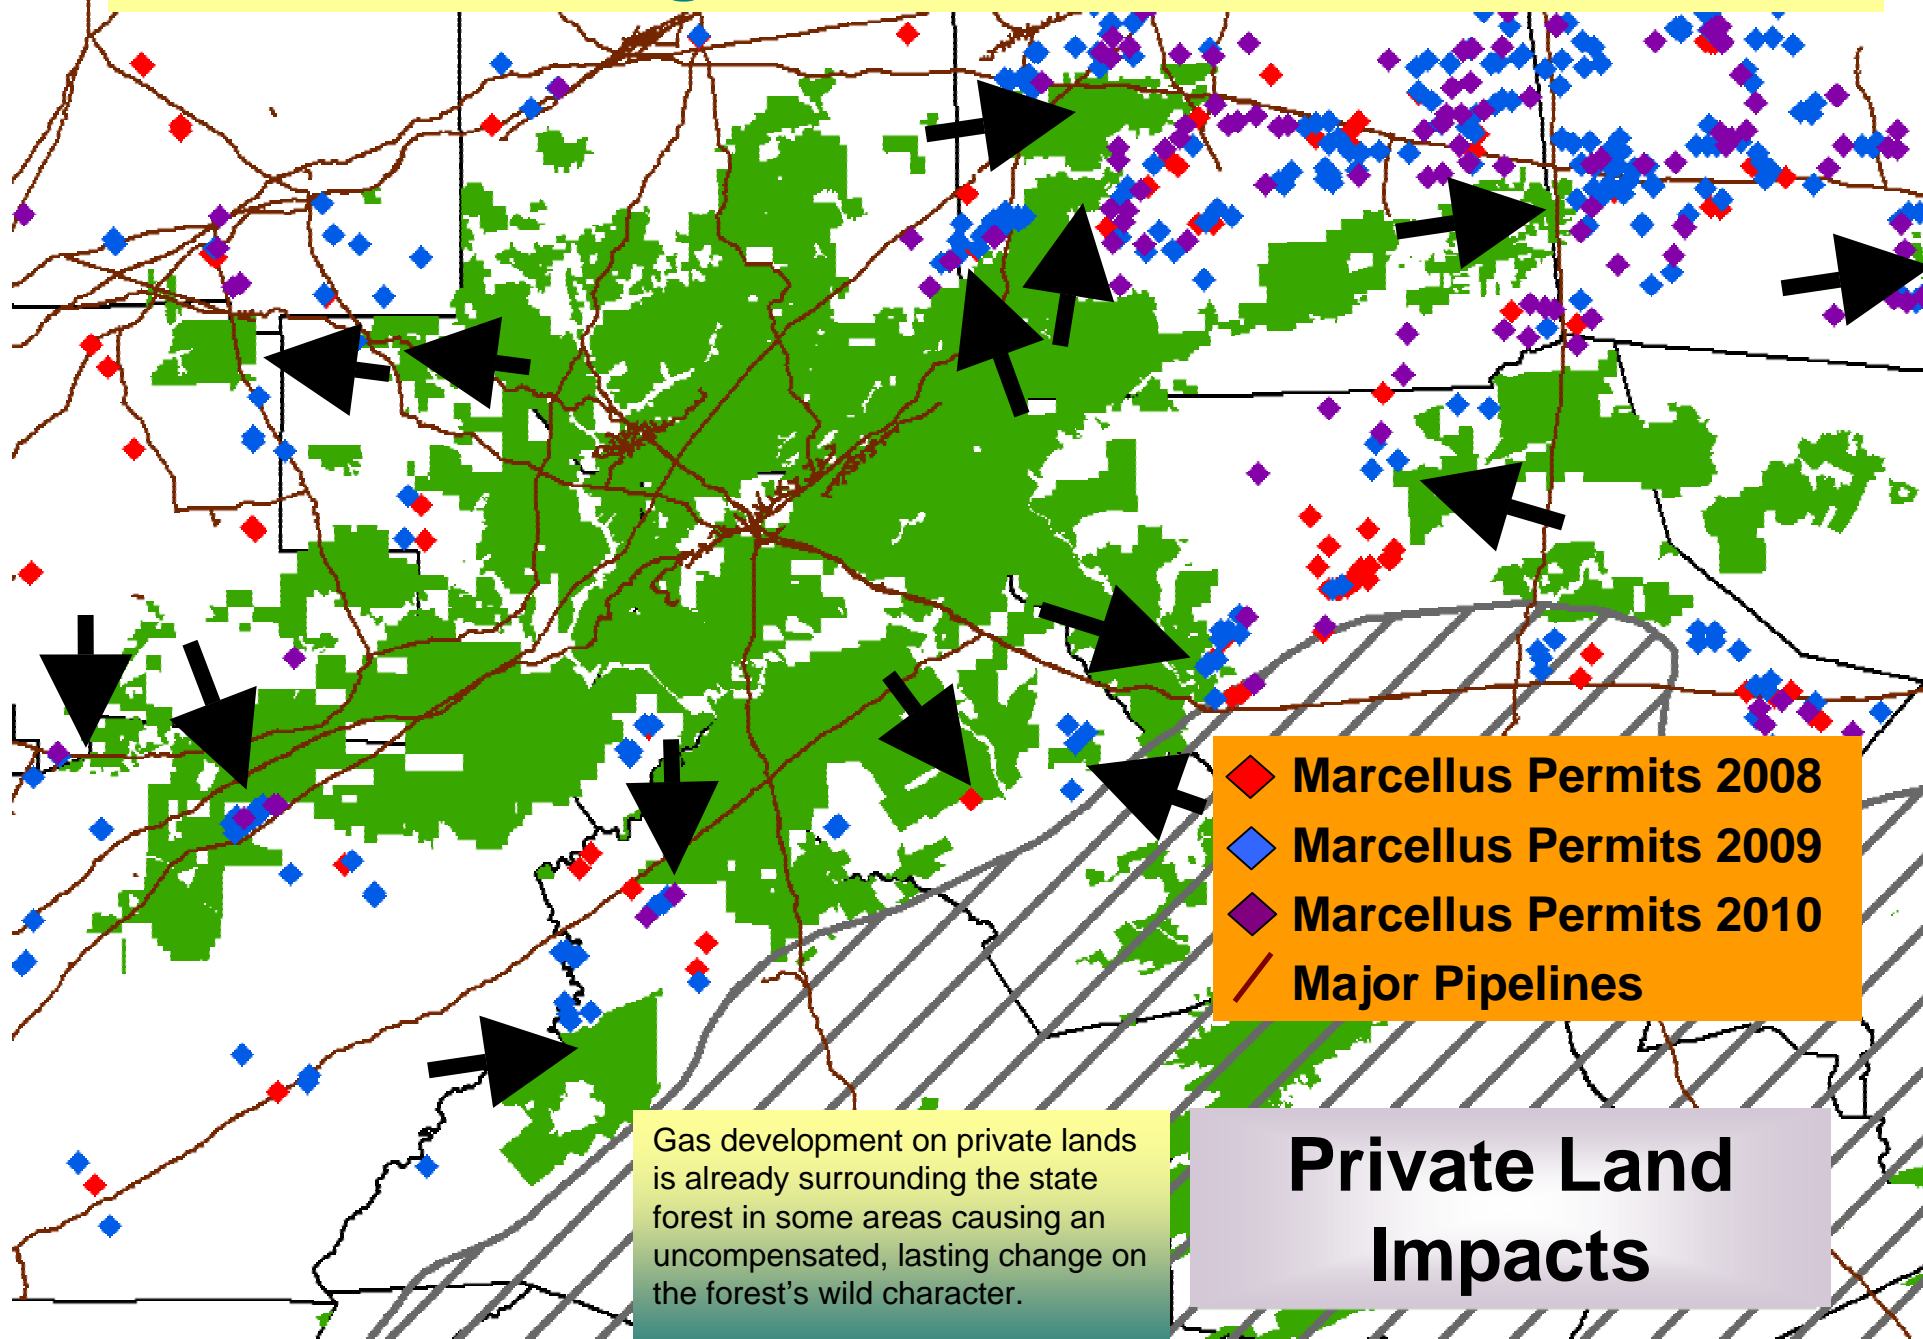 Marcellus Permits 2008
Marcellus Permits 2009
Marcellus Permits 2010
Major Pipelines
Gas development on private lands
is already surrounding the state
forest in some areas causing an
uncompensated, lasting change on
the forest's wild character.
Private Land
Impacts